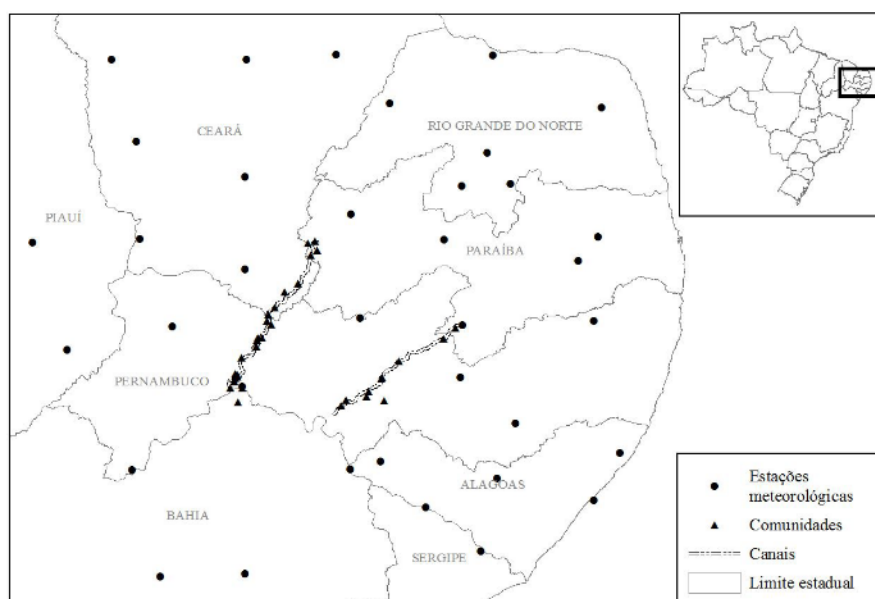 CEARÁ
RIO GRANDE DO NORTE
PIAUÍ
PARAÍBA
PERNAMBUCO
ALAGOAS
BAHIA
SERGIPE
Estações
meteorológicas
Comunidades
Canais
Limite estadual